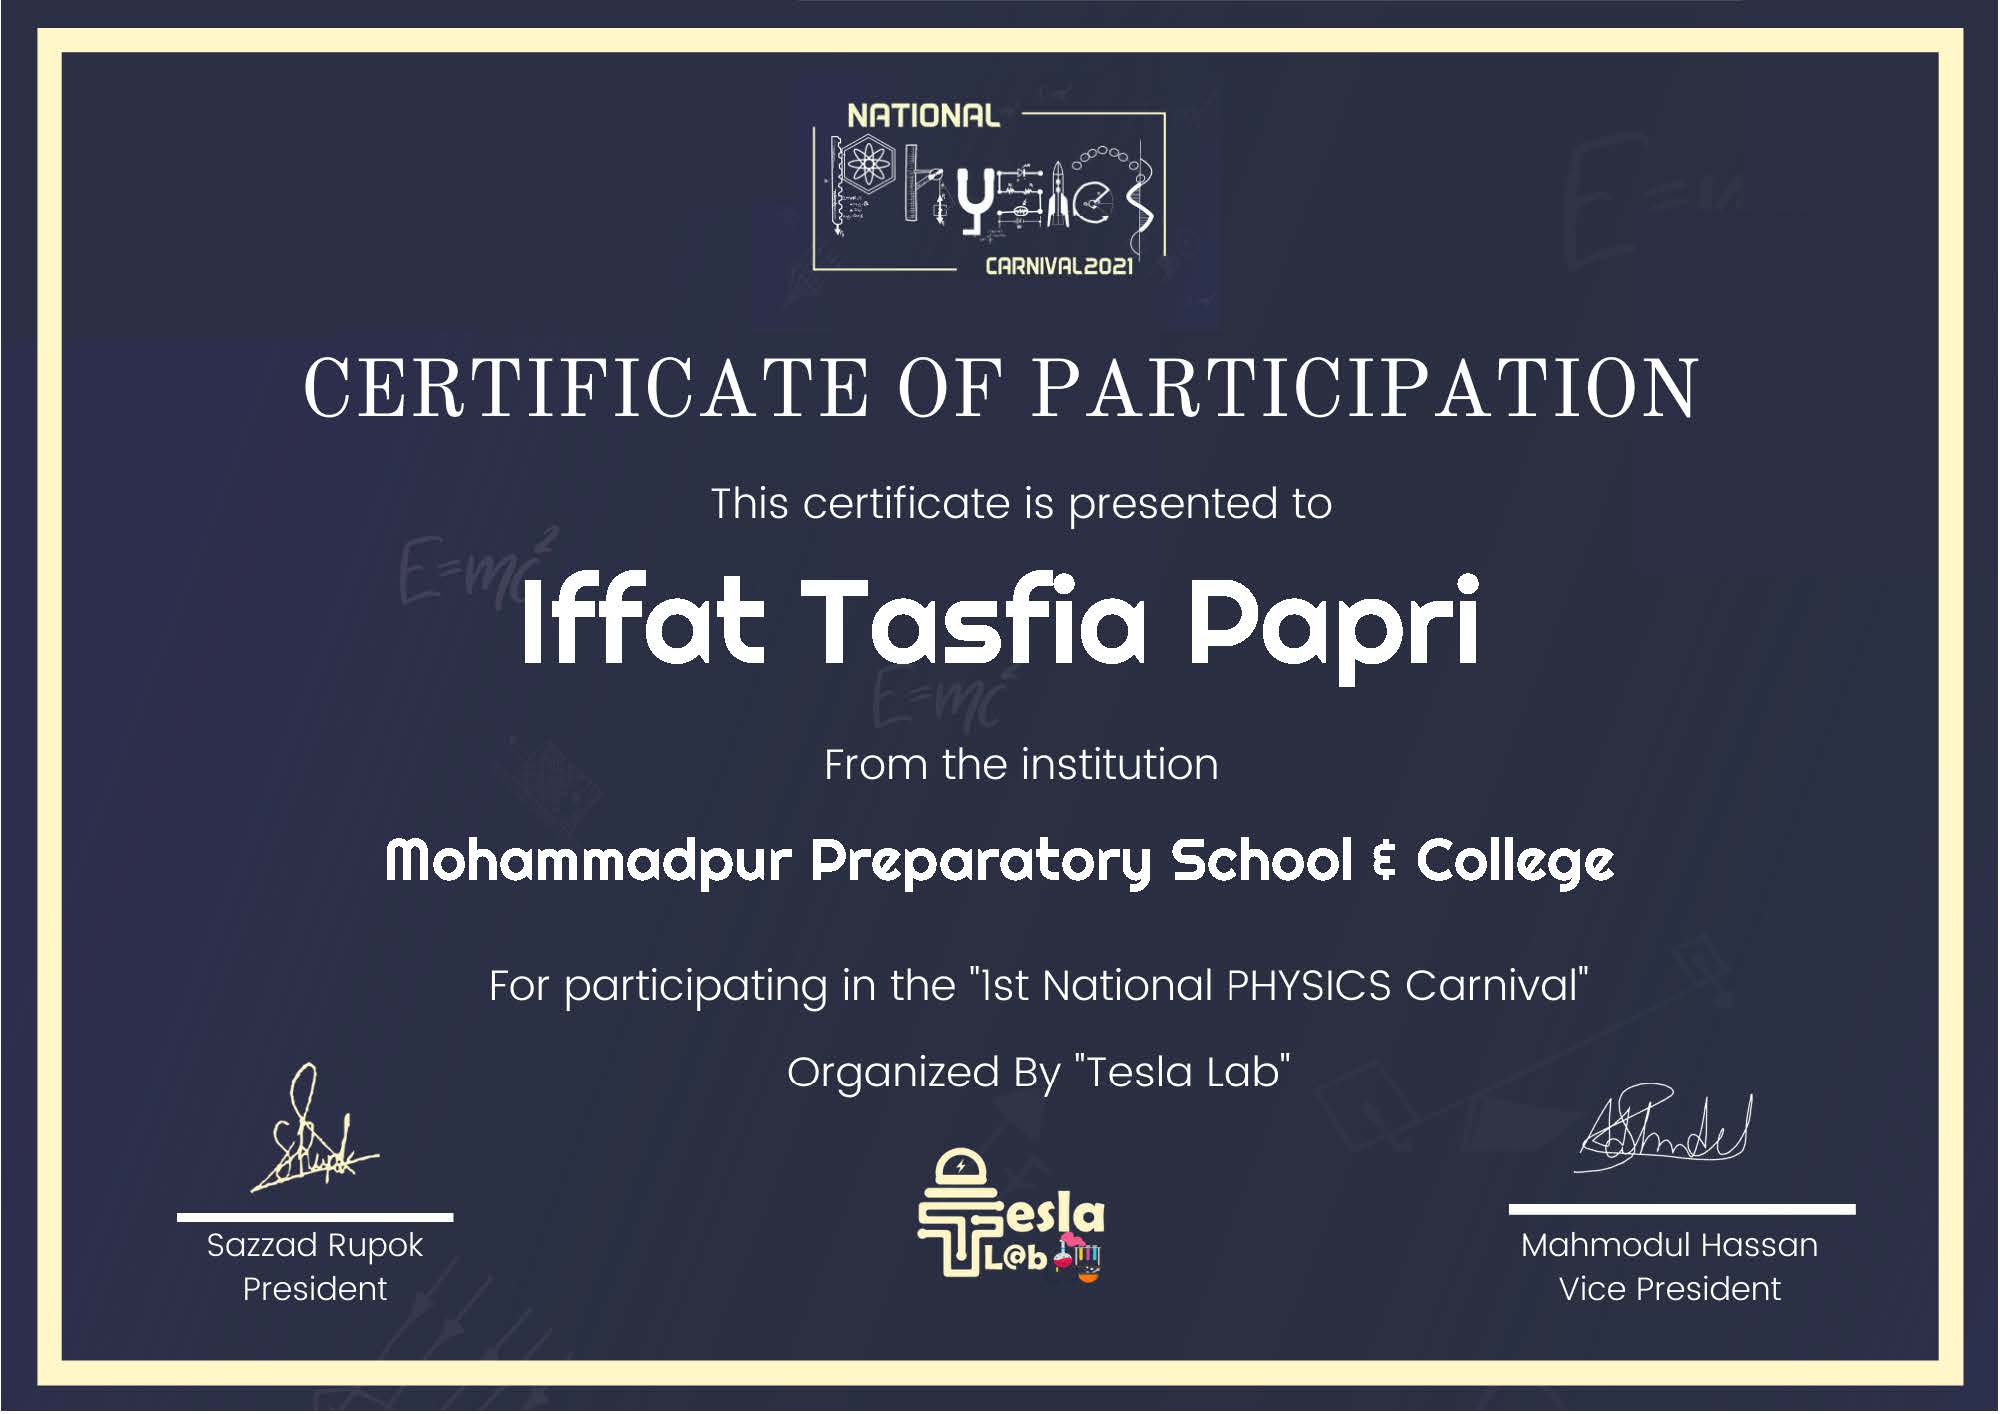 NATIONAL
Physics
CARNIVAL2021
CERTIFICATE OF PARTICIPATION
This certificate is presented to
E=mc²
Iffat Tasfia Papri
E=mc²
From the institution
Mohammadpur Preparatory School & College
For participating in the "1st National PHYSICS Carnival"
Organized By "Tesla Lab"
Tesla
L@b
Sazzad Rupok
President
Mahmodul Hassan
Vice President